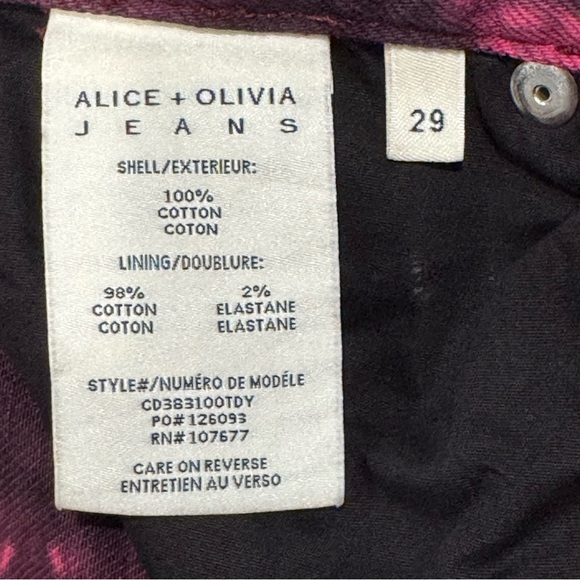 ALICE + OLIVIA
JEANS
SHELL/EXTERIEUR:
100%
COTTON
COTON
LINING/DOUBLURE:
98% 2%
COTTON ELASTANE
COTON ELASTANE
STYLE#/NUMÉRO DE MODÉLE
CD383100TDY
PO#126093
RN#107677
CARE ON REVERSE
ENTRETIEN AU VERSO
29